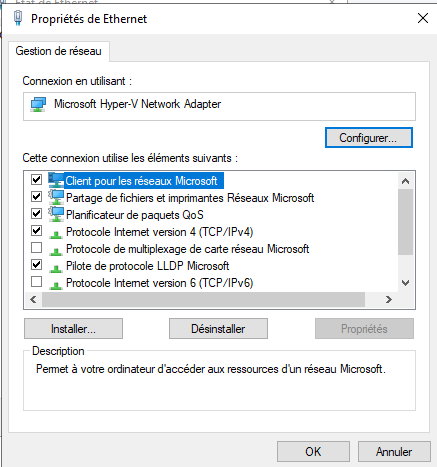 État de Ethernet
Propriétés de Ethernet
Gestion de réseau
Connexion en utilisant :
Microsoft Hyper-V Network Adapter
Configurer...
Cette connexion utilise les éléments suivants :
Client pour les réseaux Microsoft
Partage de fichiers et imprimantes Réseaux Microsoft
Planificateur de paquets QoS
Protocole Internet version 4 (TCP/IPv4)
Protocole de multiplexage de carte réseau Microsoft
Pilote de protocole LLDP Microsoft
Protocole Internet version 6 (TCP/IPv6)
Installer...
Désinstaller
Propriétés
Description
Permet à votre ordinateur d'accéder aux ressources d'un réseau Microsoft.
OK
Annuler